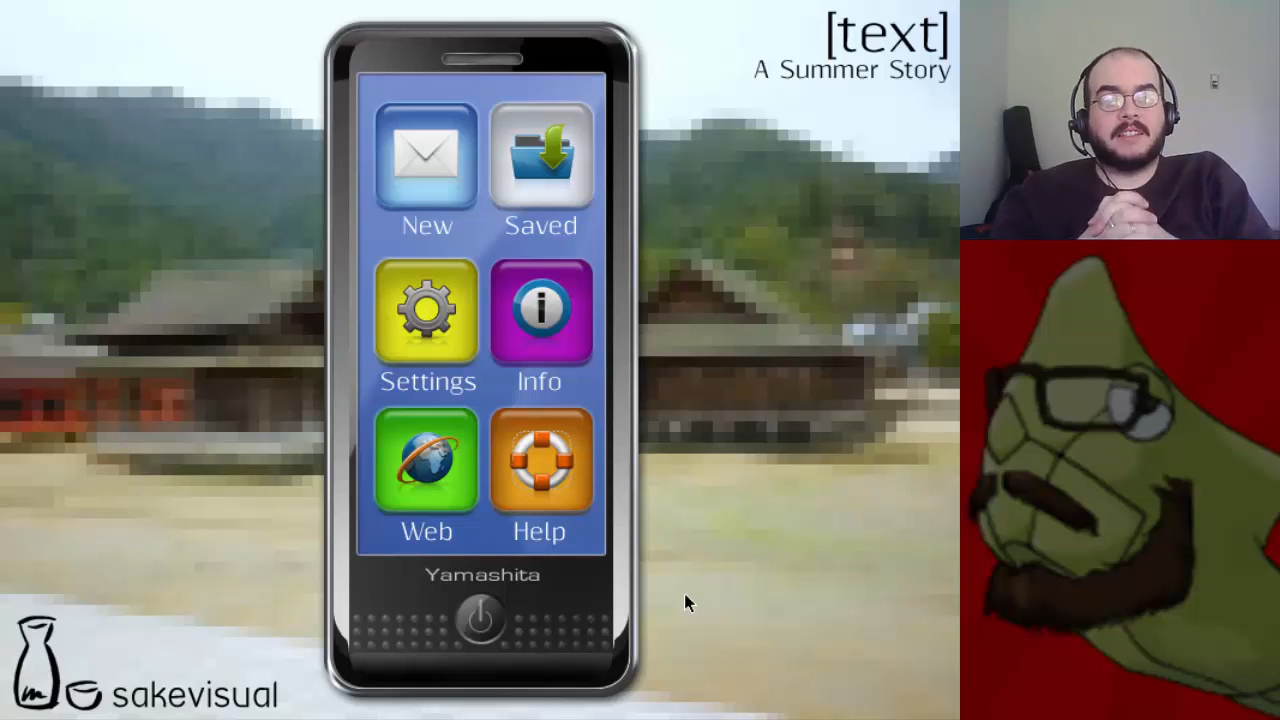 [text]
A Summer Story
New
Saved
Settings
Info
Web
Help
Yamashita
sakevisual